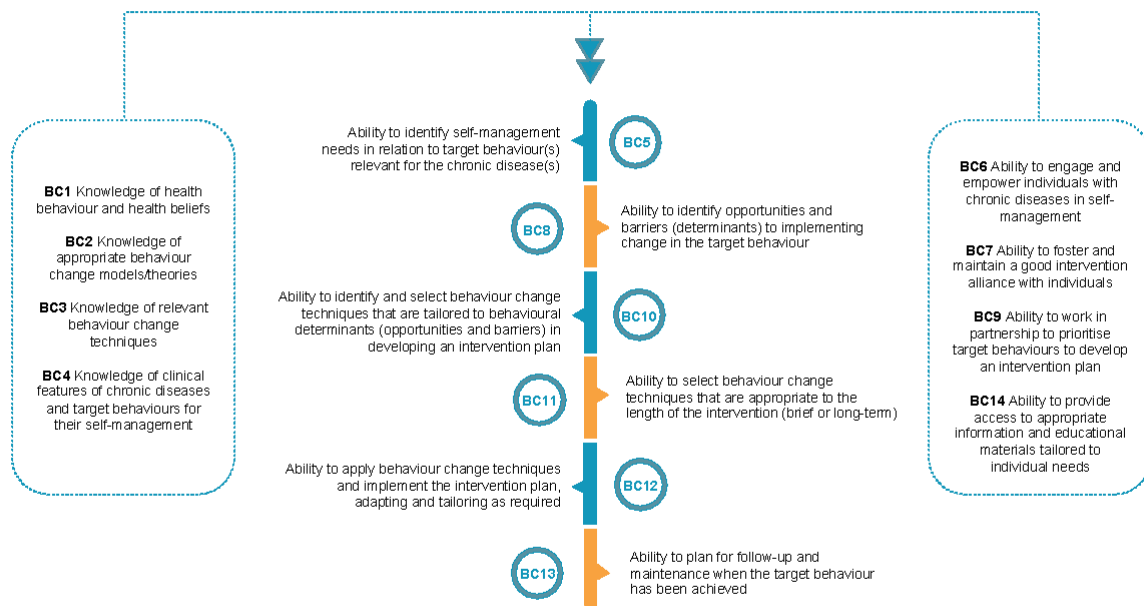 BC1 Knowledge of health
behaviour and health beliefs
BC2 Knowledge of
appropriate behaviour
change models/theories
BC3 Knowledge of relevant
behaviour change
techniques
BC4 Knowledge of clinical
features of chronic diseases
and target behaviours for
their self-management
Ability to identify self-management
needs in relation to target behaviour(s)
relevant for the chronic disease(s)
BC5
BC8
Ability to identify opportunities and
barriers (determinants) to implementing
change in the target behaviour
Ability to identify and select behaviour change
techniques that are tailored to behavioural
determinants (opportunities and barriers) in
developing an intervention plan
BC10
BC11
Ability to select behaviour change
techniques that are appropriate to the
length of the intervention (brief or long-term)
Ability to apply behaviour change techniques
and implement the intervention plan,
adapting and tailoring as required
BC12
BC13
Ability to plan for follow-up and
maintenance when the target behaviour
has been achieved
BC6 Ability to engage and
empower individuals with
chronic diseases in self-
management
BC7 Ability to foster and
maintain a good intervention
alliance with individuals
BC9 Ability to work in
partnership to prioritise
target behaviours to develop
an intervention plan
BC14 Ability to provide
access to appropriate
information and educational
materials tailored to
individual needs